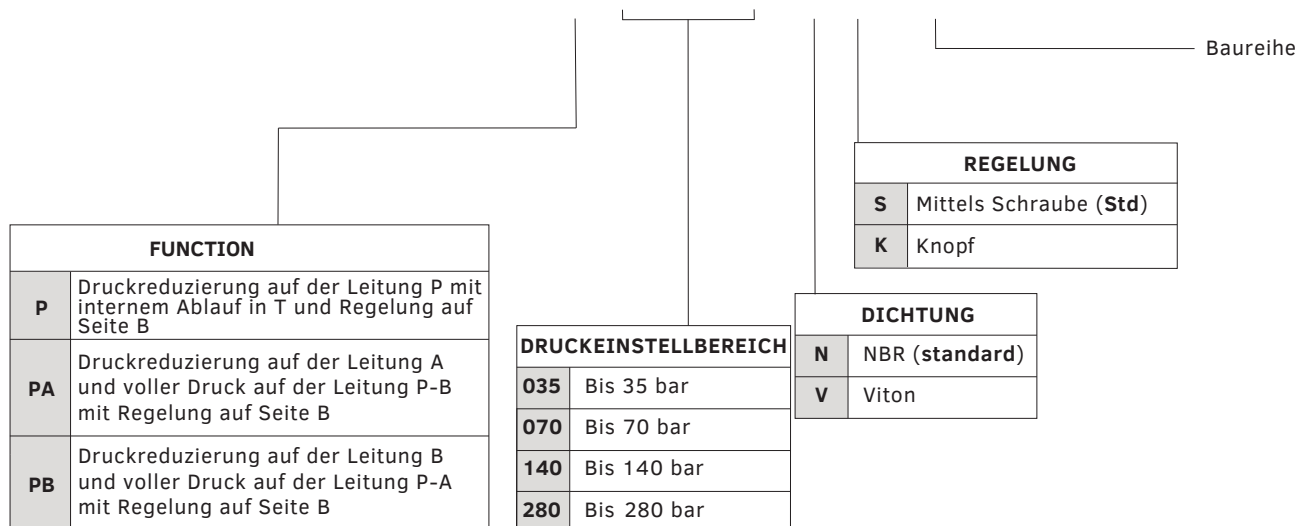 Baureihe
REGELUNG
S Mittels Schraube (Std)
K Knopf
FUNCTION
P Druckreduzierung auf der Leitung P mit
internem Ablauf in T und Regelung auf
Seite B
PA Druckreduzierung auf der Leitung A
und voller Druck auf der Leitung P-B
mit Regelung auf Seite B
PB Druckreduzierung auf der Leitung B
und voller Druck auf der Leitung P-A
mit Regelung auf Seite B
DRUCKEINSTELLBEREICH
035 Bis 35 bar
070 Bis 70 bar
140 Bis 140 bar
280 Bis 280 bar
DICHTUNG
N NBR (standard)
V Viton